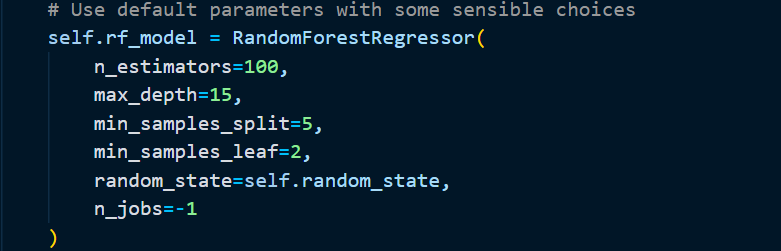 # Use default parameters with some sensible choices
self.rf_model = RandomForestRegressor(
    n_estimators=100,
    max_depth=15,
    min_samples_split=5,
    min_samples_leaf=2,
    random_state=self.random_state,
    n_jobs=-1
)